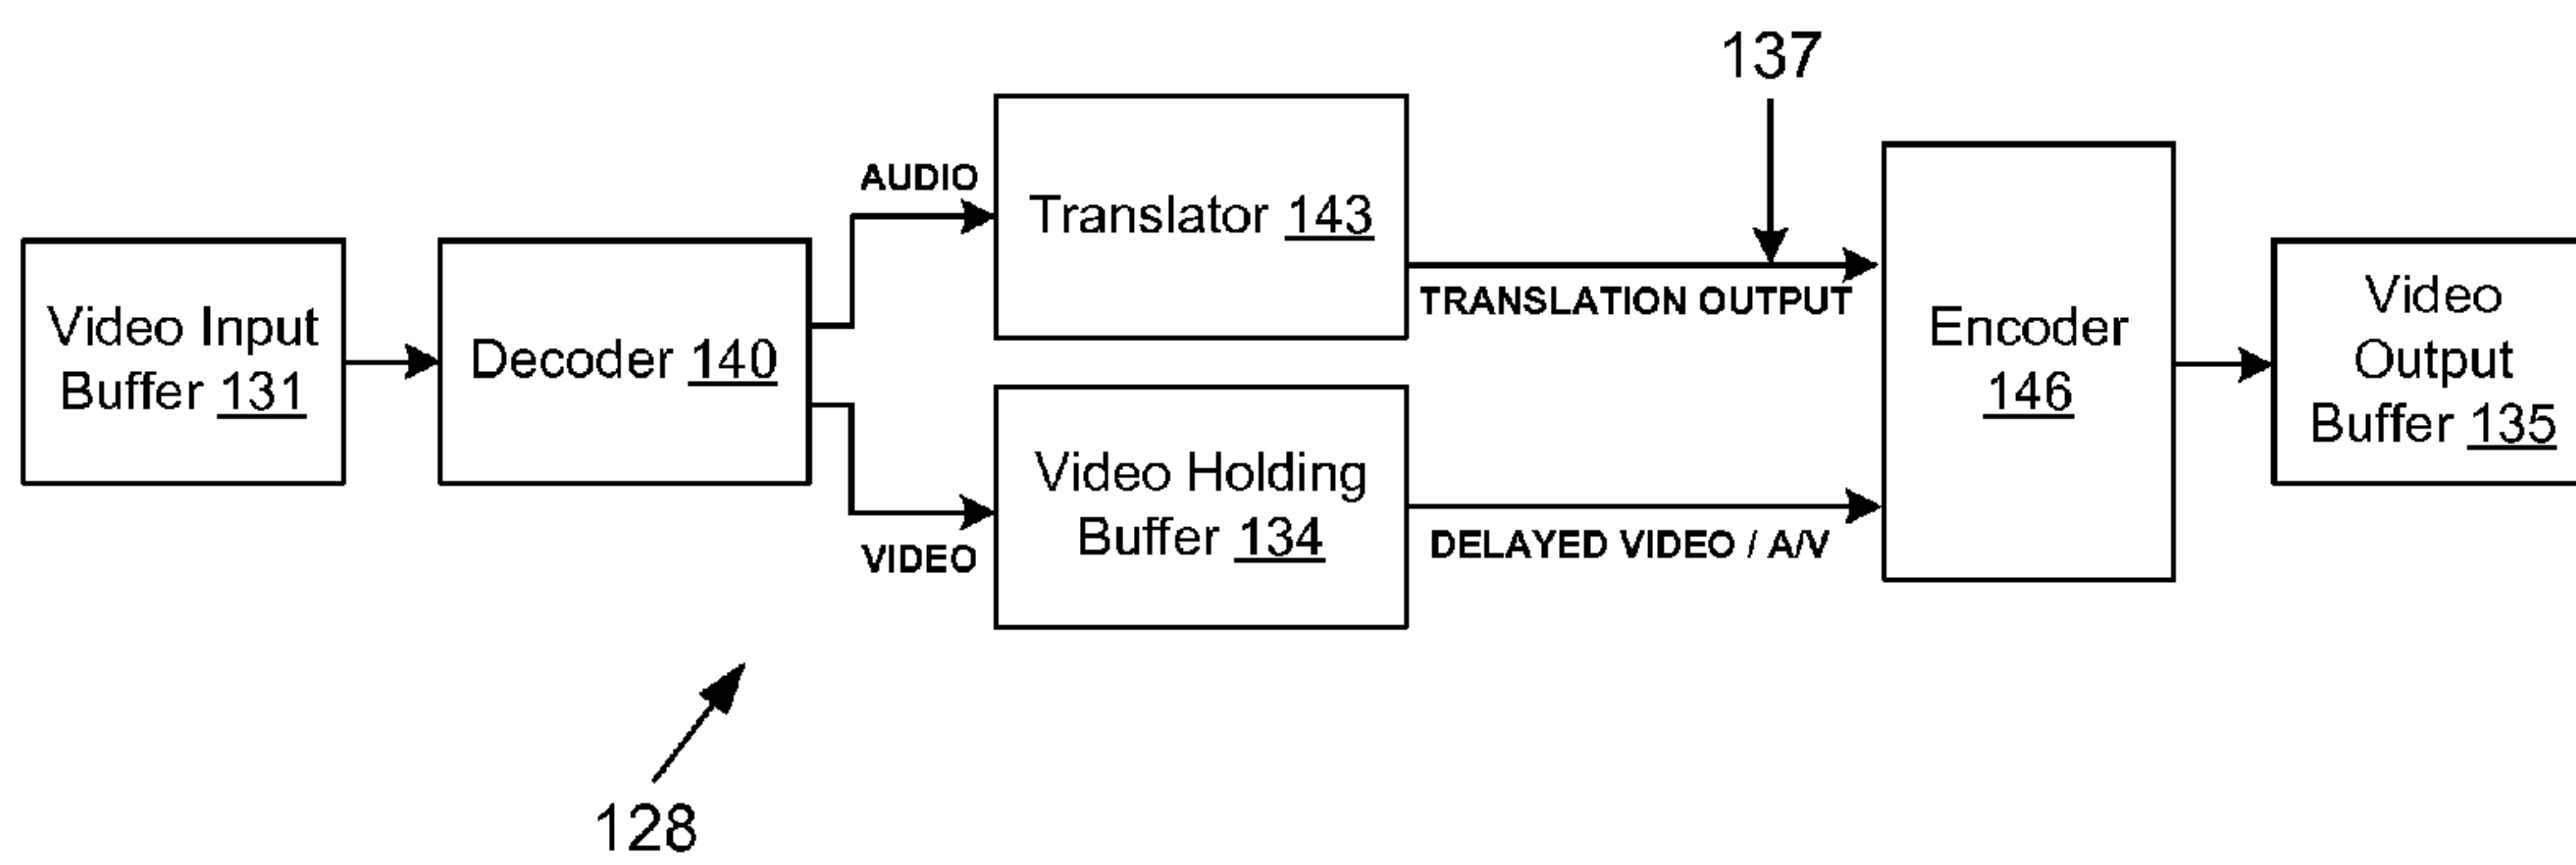 137
AUDIO
Translator 143
TRANSLATION OUTPUT
Video Input
Buffer 131
Decoder 140
Encoder
146
Video
Output
Buffer 135
Video Holding
Buffer 134
VIDEO
DELAYED VIDEO / A/V
128